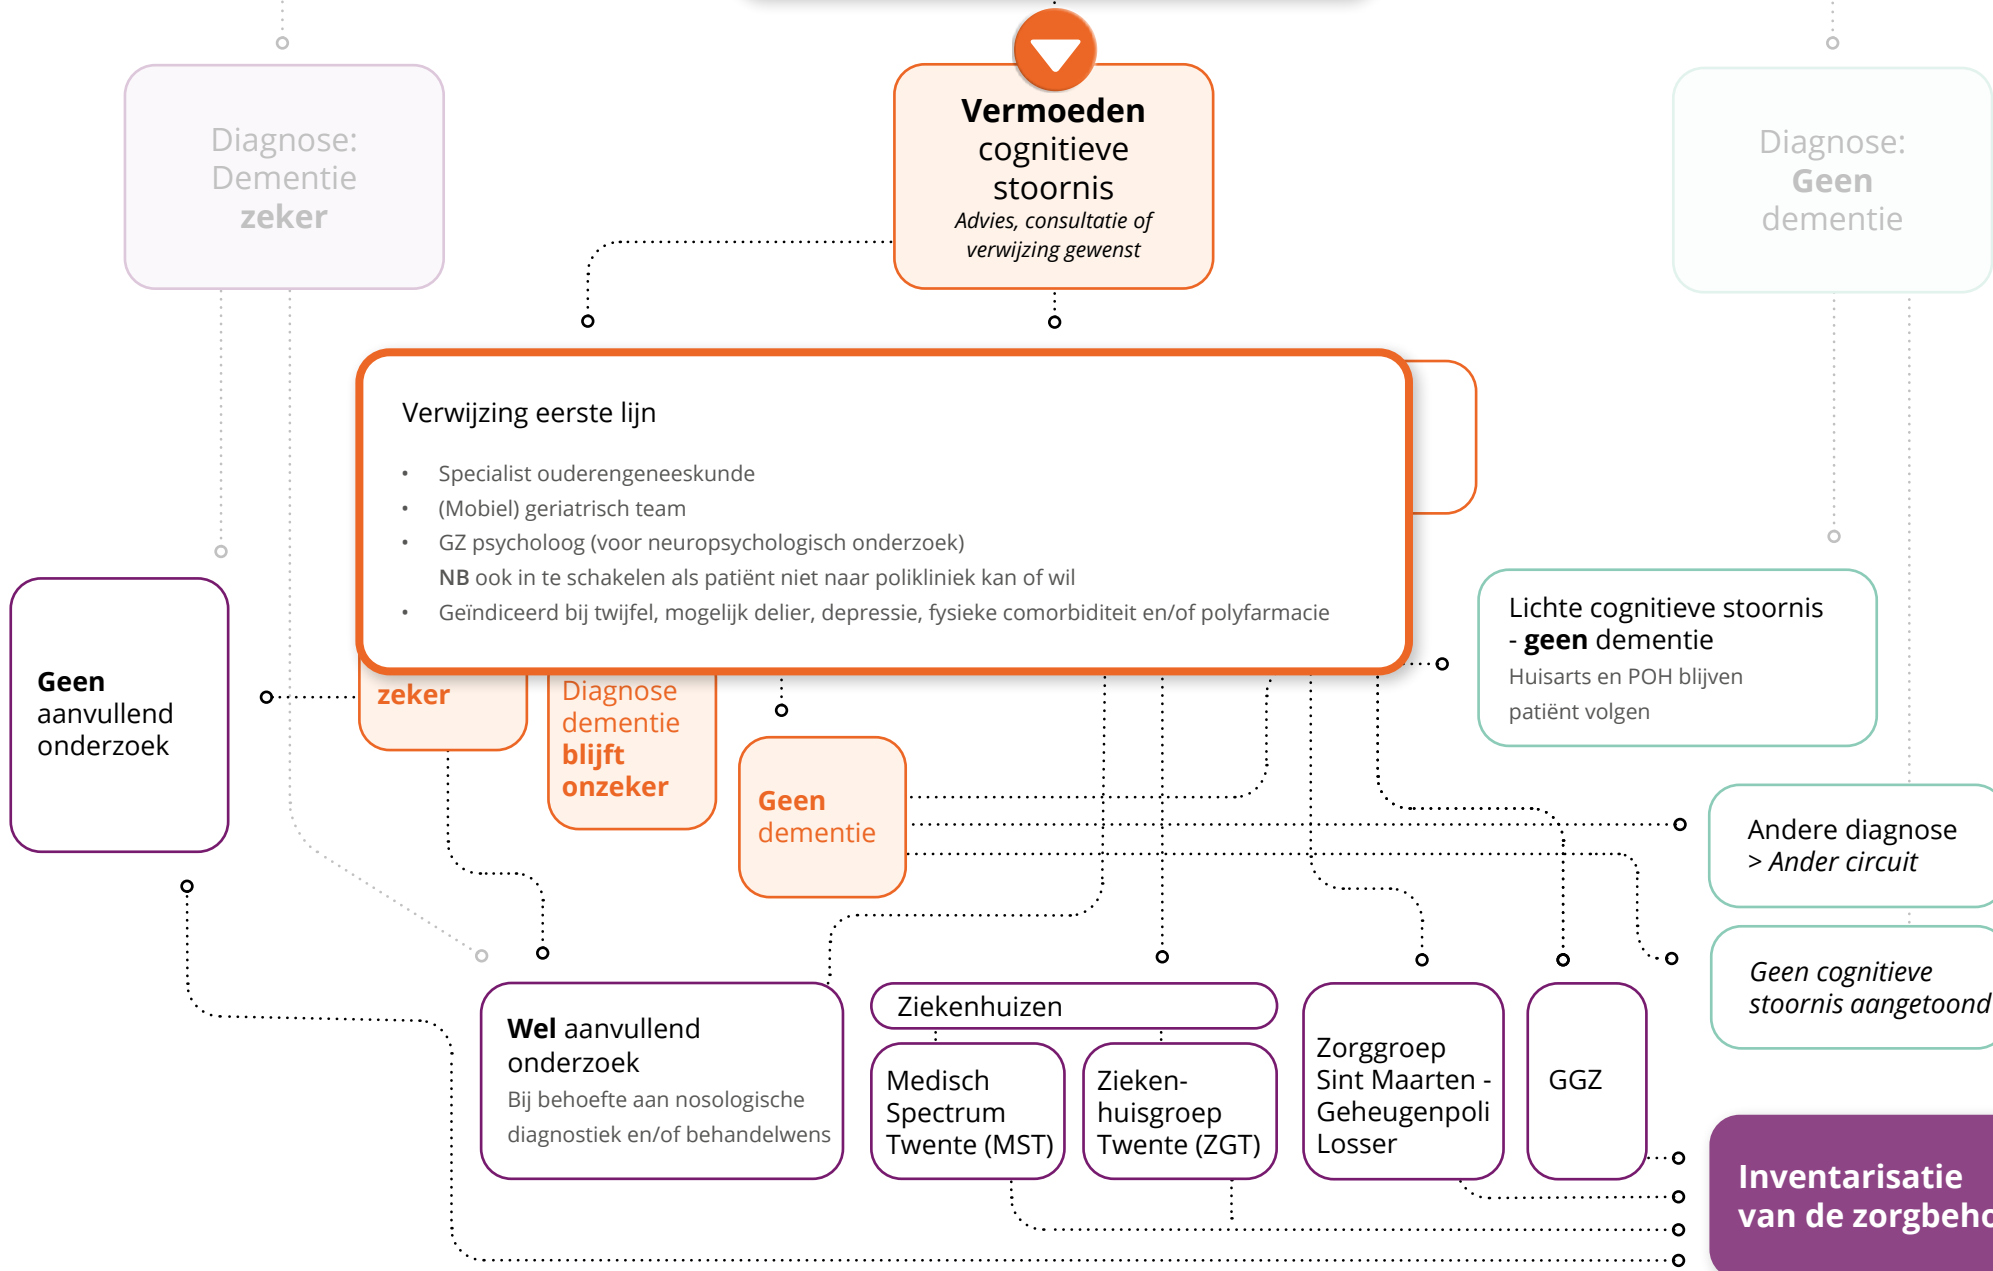 Diagnose:
Dementie
zeker
Vermoeden
cognitieve
stoornis
Advies, consultatie of
verwijzing gewenst
Diagnose:
Geen
dementie
Verwijzing eerste lijn
• Specialist ouderengeneeskunde
• (Mobiel) geriatrisch team
• GZ psycholoog (voor neuropsychologisch onderzoek)
NB ook in te schakelen als patiënt niet naar polikliniek kan of wil
• Geïndiceerd bij twijfel, mogelijk delier, depressie, fysieke comorbiditeit en/of polyfarmacie
Geen
aanvullend
onderzoek
zeker
Diagnose
dementie
blijft
onzeker
Geen
dementie
Lichte cognitieve stoornis
- geen dementie
Huisarts en POH blijven
patiënt volgen
Andere diagnose
> Ander circuit
Geen cognitieve
stoornis aangetoond
Wel aanvullend
onderzoek
Bij behoefte aan nosologische
diagnostiek en/of behandelwens
Ziekenhuizen
Medisch
Spectrum
Twente (MST)
Zieken-
huisgroep
Twente (ZGT)
Zorggroep
Sint Maarten -
Geheugenpoli
Losser
GGZ
Inventarisatie
van de zorgbeho